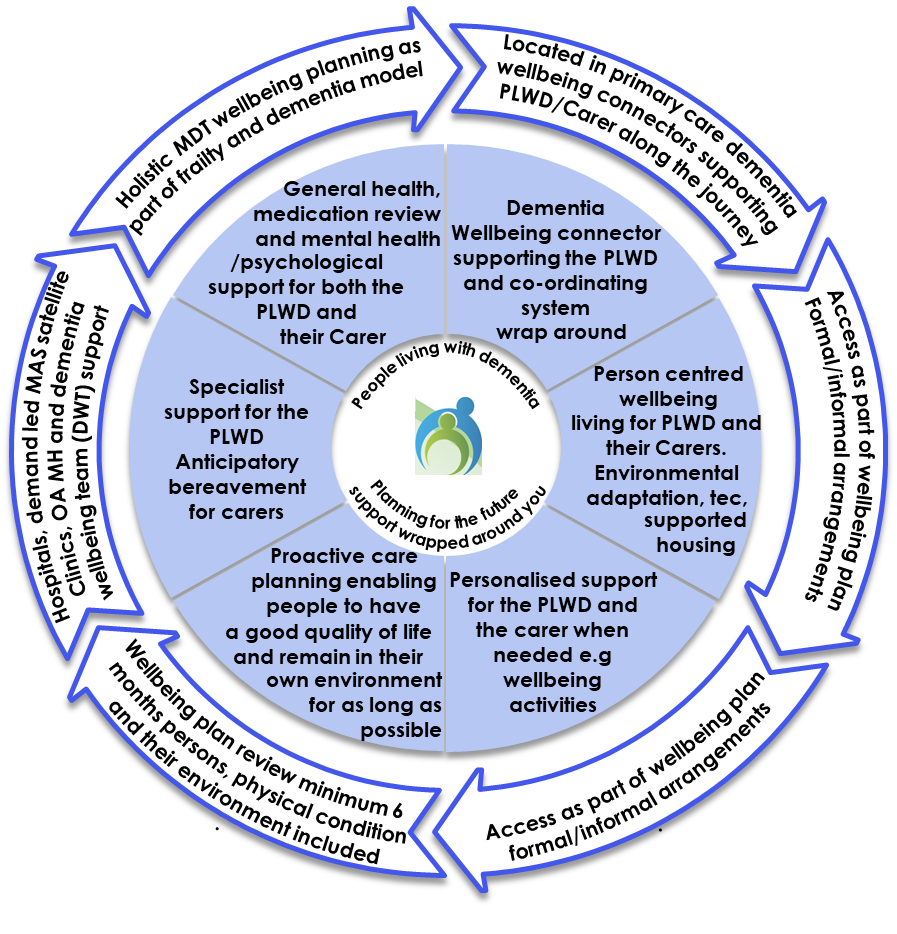 Holistic MDT wellbeing planning as
part of frailty and dementia model
Located in primary care dementia
wellbeing connectors supporting
PLWD/Carer along the journey
Access as part of wellbeing plan
Formal/informal arrangements
Access as part of wellbeing plan
formal/informal arrangements
Wellbeing plan review minimum 6
months persons, physical condition
and their environment included
Hospitals, demand led MAS satellite
Clinics, OA MH and dementia
wellbeing team (DWT) support
General health,
medication review
and mental health
/psychological
support for both the
PLWD and
their Carer
Dementia
Wellbeing connector
supporting the PLWD
and co-ordinating
system
wrap around
Person centred
wellbeing
living for PLWD and
their Carers.
Environmental
adaptation, tec,
supported
housing
Personalised support
for the PLWD and
the carer when
needed e.g
wellbeing
activities
Proactive care
planning enabling
people to have
a good quality of life
and remain in their
own environment
for as long as
possible
Specialist
support for the
PLWD
Anticipatory
bereavement
for carers
People living with dementia
Planning for the future
support wrapped around you